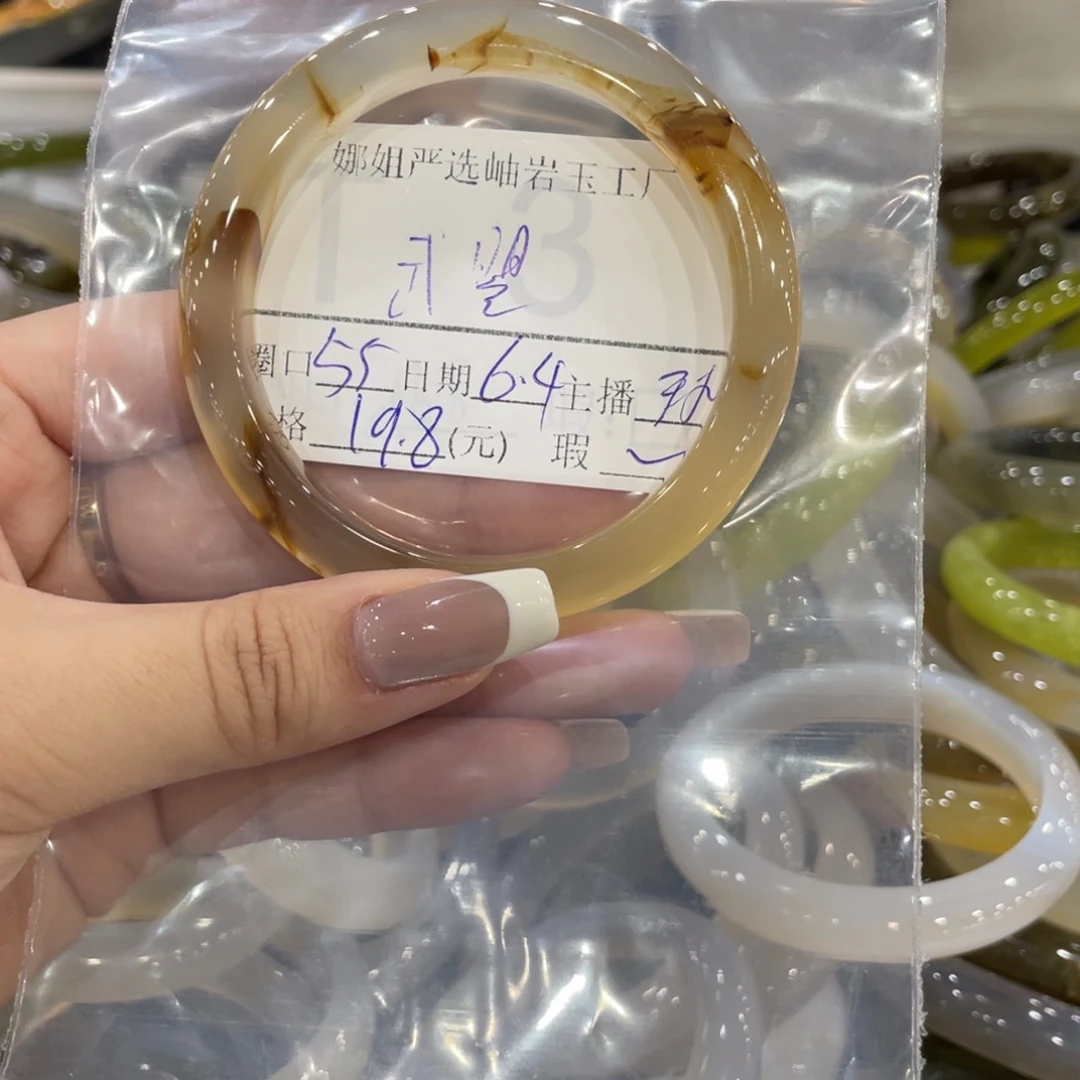 娜姐严选岫岩玉工厂
圈口55日期6.4主播
格19.8(元) 瑕